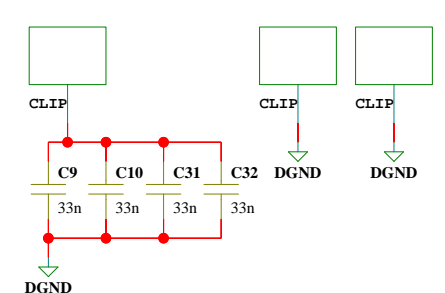 CLIP CLIP CLIP
C9 C10 C31 C32 DGND DGND
33n 33n 33n 33n
DGND